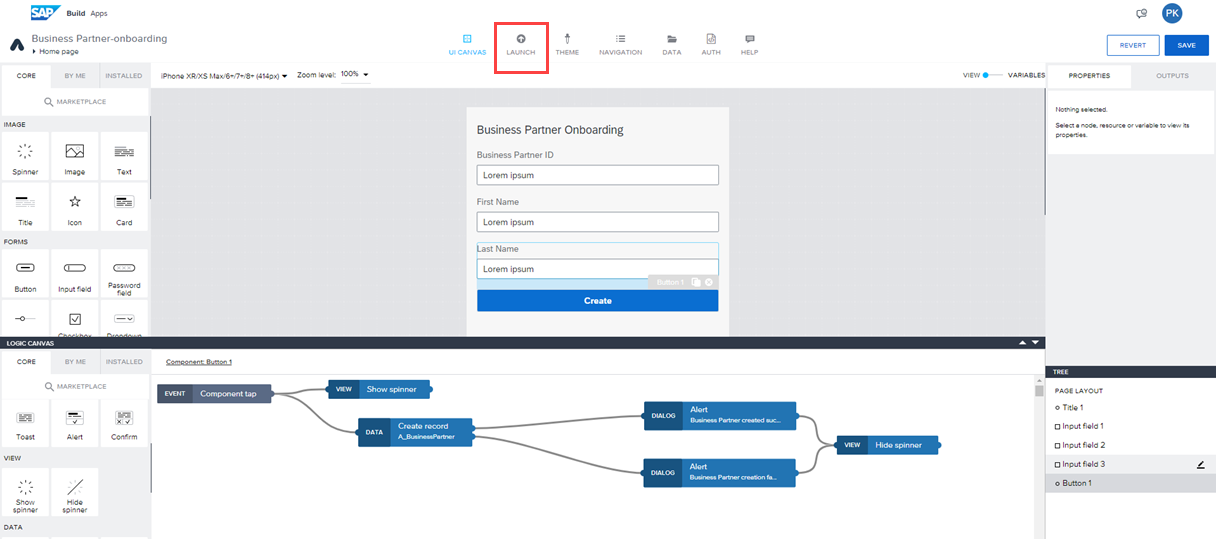 SAP Build Apps
PK
Business Partner-onboarding
Home page
UI CANVAS
LAUNCH
THEME
NAVIGATION
DATA
AUTH
HELP
REVERT
SAVE
CORE
BY ME
INSTALLED
iPhone XR/XS Max/6+/7+/8+ (414px)
Zoom level:
100%
VIEW
VARIABLES
PROPERTIES
OUTPUTS
MARKETPLACE
Nothing selected.
Select a node, resource or variable to view its
properties.
IMAGE
Spinner
Image
Text
Title
Icon
Card
FORMS
Button
Input field
Password
field
Checkbox
Dropdown
Business Partner Onboarding
Business Partner ID
Lorem ipsum
First Name
Lorem ipsum
Last Name
Lorem ipsum
Button 1
Create
LOGIC CANVAS
CORE
BY ME
INSTALLED
Component: Button 1
MARKETPLACE
Toast
Alert
Confirm
VIEW
Show
spinner
Hide
spinner
DATA
EVENT
Component tap
VIEW
Show spinner
DATA
Create record
A_BusinessPartner
DIALOG
Alert
Business Partner created suc...
DIALOG
Alert
Business Partner creation fa...
VIEW
Hide spinner
TREE
PAGE LAYOUT
Title 1
Input field 1
Input field 2
Input field 3
Button 1